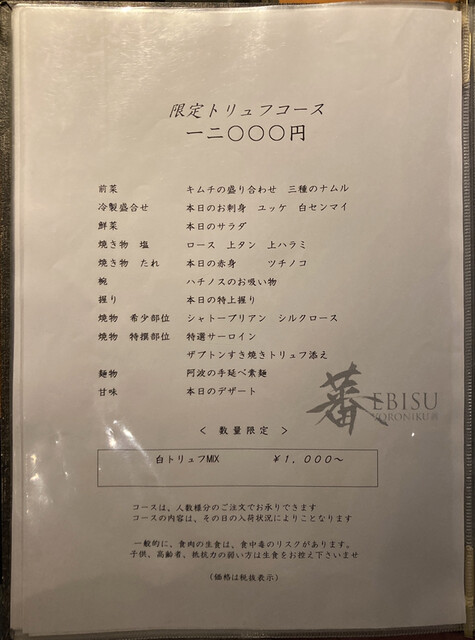 限定トリュフコース
一二〇〇〇円
前菜 キムチの盛り合わせ 三種のナムル
冷製盛合せ 本日のお刺身 ユッケ 白センマイ
鮮菜 本日のサラダ
焼き物 塩 ロース 上タン 上ハラミ
焼き物 たれ 本日の赤身 ツチノコ
椀 ハチノスのお吸い物
握り 本日の特上握り
焼物 希少部位 シャトーブリアン シルクロース
焼物 特撰部位 特選サーロイン
ザブトンすき焼きトリュフ添え
麺物 阿波の手延べ素麺
甘味 本日のデザート
蕃 EBISU
YORONIKU
< 数量限定 >
白トリュフMIX ￥1,000～
コースは、人数様分のご注文でお承りできます
コースの内容は、その日の入荷状況によりことなります
一般的に、食肉の生食は、食中毒のリスクがあります。
子供、高齢者。抵抗力の弱い方は生食をお控え下さいませ
（価格は税抜表示）